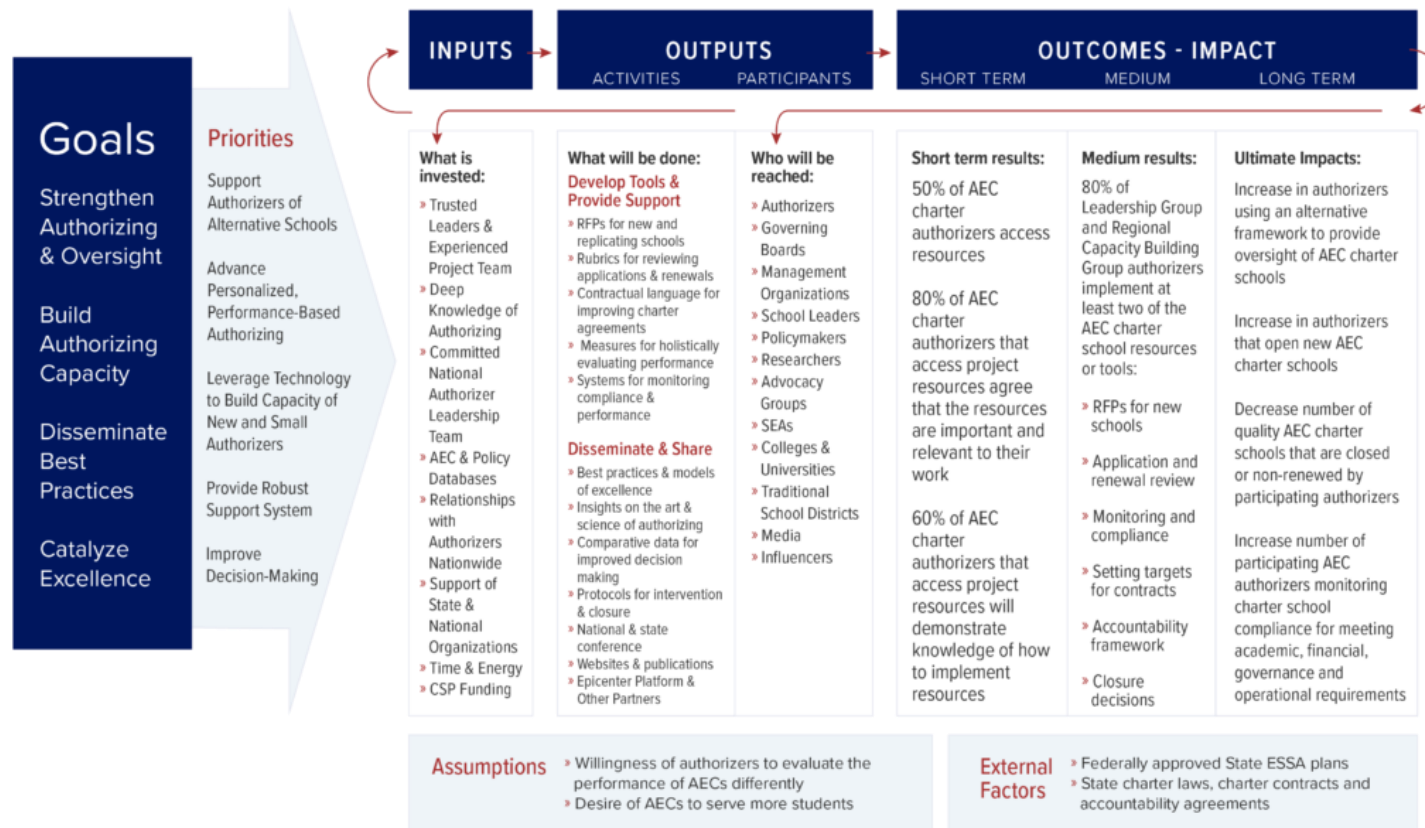 Goals
Strengthen
Authorizing
& Oversight
Build
Authorizing
Capacity
Disseminate
Best
Practices
Catalyze
Excellence
Priorities
Support
Authorizers of
Alternative Schools
Advance
Personalized,
Performance-Based
Authorizing
Leverage Technology
to Build Capacity of
New and Small
Authorizers
Provide Robust
Support System
Improve
Decision-Making
INPUTS
What is
invested:
» Trusted
Leaders &
Experienced
Project Team
» Deep
Knowledge of
Authorizing
» Committed
National
Authorizer
Leadership
Team
» AEC & Policy
Databases
» Relationships
with
Authorizers
Nationwide
» Support of
State &
National
Organizations
» Time & Energy
» CSP Funding
OUTPUTS
ACTIVITIES
What will be done:
Develop Tools &
Provide Support
» RFPs for new and
replicating schools
» Rubrics for reviewing
applications & renewals
» Contractual language for
improving charter
agreements
» Measures for holistically
evaluating performance
» Systems for monitoring
compliance &
performance
Disseminate & Share
» Best practices & models
of excellence
» Insights on the art &
science of authorizing
» Comparative data for
improved decision
making
» Protocols for intervention
& closure
» National & state
conference
» Websites & publications
» Epicenter Platform &
Other Partners
PARTICIPANTS
Who will be
reached:
» Authorizers
» Governing
Boards
» Management
Organizations
» School Leaders
» Policymakers
» Researchers
» Advocacy
Groups
» SEAs
» Colleges &
Universities
» Traditional
School Districts
» Media
» Influencers
OUTCOMES - IMPACT
SHORT TERM
Short term results:
50% of AEC
charter
authorizers access
resources
80% of AEC
charter
authorizers that
access project
resources agree
that the resources
are important and
relevant to their
work
60% of AEC
charter
authorizers that
access project
resources will
demonstrate
knowledge of how
to implement
resources
MEDIUM
Medium results:
80% of
Leadership Group
and Regional
Capacity Building
Group authorizers
implement at
least two of the
AEC charter
school resources
or tools:
» RFPs for new
schools
» Application and
renewal review
» Monitoring and
compliance
» Setting targets
for contracts
» Accountability
framework
» Closure
decisions
LONG TERM
Ultimate Impacts:
Increase in authorizers
using an alternative
framework to provide
oversight of AEC charter
schools
Increase in authorizers
that open new AEC
charter schools
Decrease number of
quality AEC charter
schools that are closed
or non-renewed by
participating authorizers
Increase number of
participating AEC
authorizers monitoring
charter school
compliance for meeting
academic, financial,
governance and
operational requirements
Assumptions
» Willingness of authorizers to evaluate the
performance of AECs differently
» Desire of AECs to serve more students
External
Factors
» Federally approved State ESSA plans
» State charter laws, charter contracts and
accountability agreements